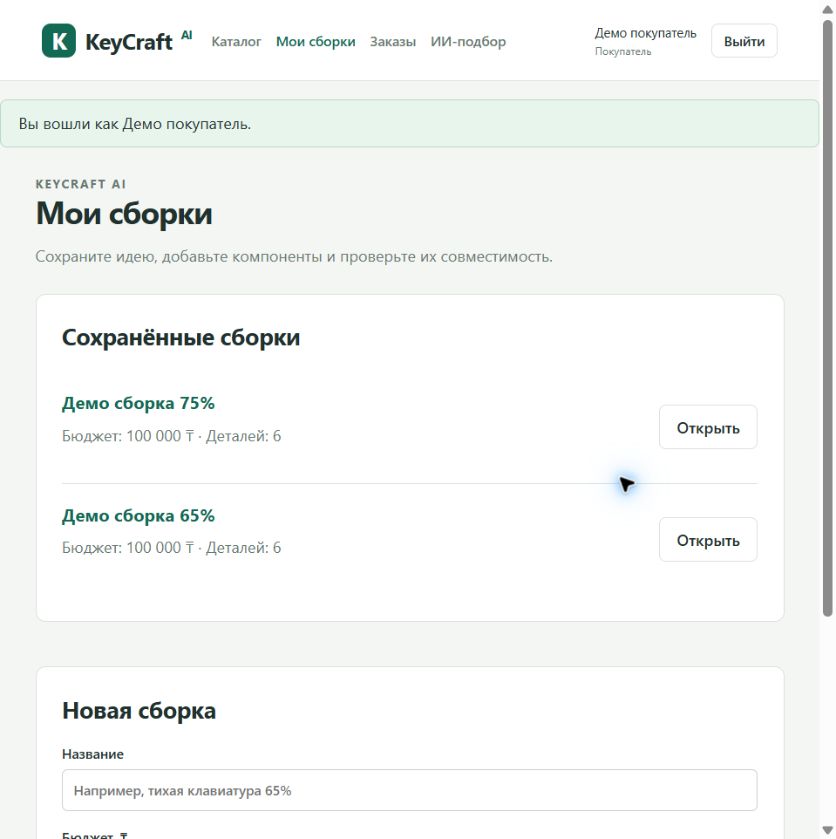 K KeyCraft AI Каталог Мои сборки Заказы ИИ-подбор Демо покупатель Выйти
Покупатель
Вы вошли как Демо покупатель.
KEYCRAFT AI
Мои сборки
Сохраните идею, добавьте компоненты и проверьте их совместимость.
Сохранённые сборки
Демо сборка 75%
Бюджет: 100 000 ₸ · Деталей: 6
Открыть
Демо сборка 65%
Бюджет: 100 000 ₸ · Деталей: 6
Открыть
Новая сборка
Название
Например, тихая клавиатура 65%
Бюджет, ₸